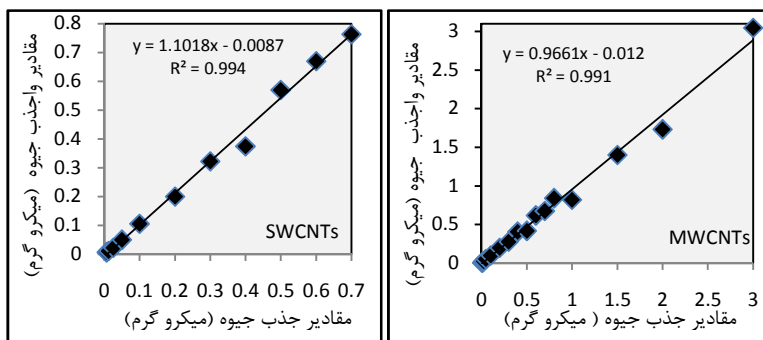 مقادیر واجذب جیوه (میکرو گرم)
0.8
0.7
0.6
0.5
0.4
0.3
0.2
0.1
0
y = 1.1018x - 0.0087
R² = 0.994
SWCNTs
0 0.1 0.2 0.3 0.4 0.5 0.6 0.7
مقادیر جذب جیوه (میکرو گرم)
مقادیر واجذب جیوه (میکرو گرم)
3
2.5
2
1.5
1
0.5
0
y = 0.9661x - 0.012
R² = 0.991
MWCNTs
0 0.5 1 1.5 2 2.5 3
مقادیر جذب جیوه ( میکرو گرم)